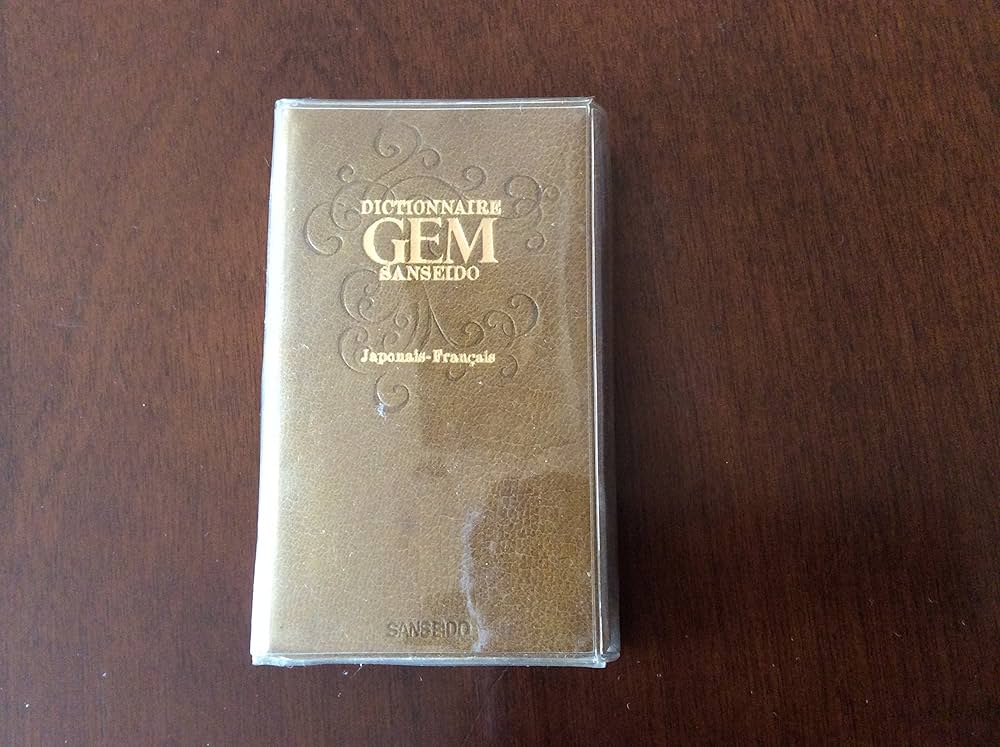 DICTIONNAIRE
GEM
SANSEIDO
Japonais-Français
SANSEIDO